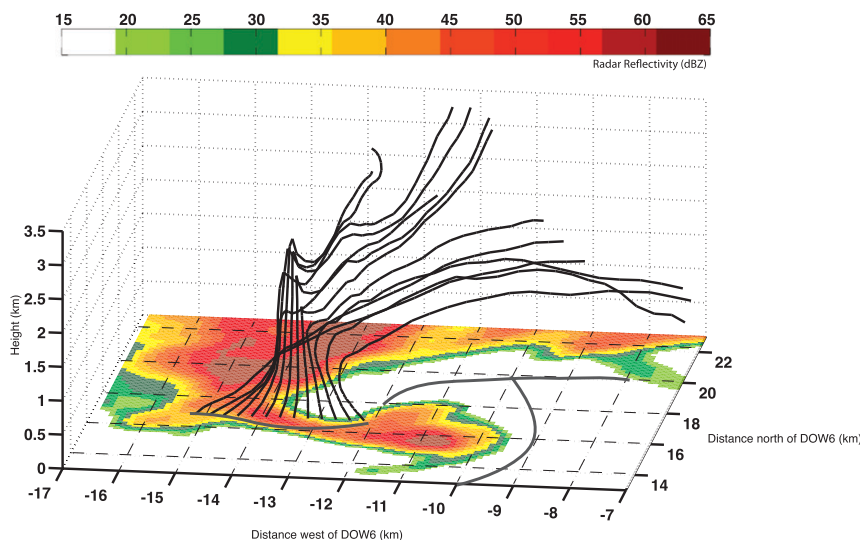 15 20 25 30 35 40 45 50 55 60 65
Radar Reflectivity (dBZ)
3.5
3
2.5
2
1.5
1
0.5
0
Height (km)
22
20
18
16
14
Distance north of DOW6 (km)
-17 -16 -15 -14 -13 -12 -11 -10 -9 -8 -7
Distance west of DOW6 (km)